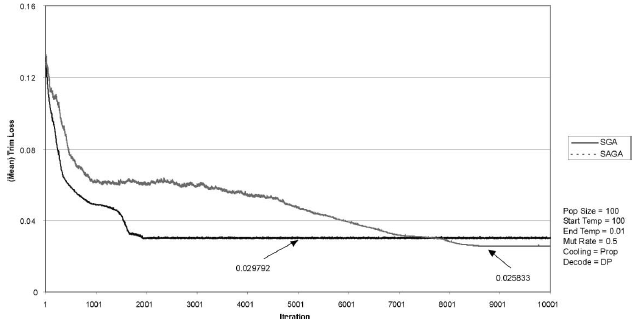 0.16
0.12
0.08
0.04
0
(Mean) Trim Loss
1 1001 2001 3001 4001 5001 6001 7001 8001 9001 10001
Iteration
0.029792
0.025833
SGA
SAGA
Pop Size = 100
Start Temp = 100
End Temp = 0.01
Mut Rate = 0.5
Cooling = Prop
Decode = DP